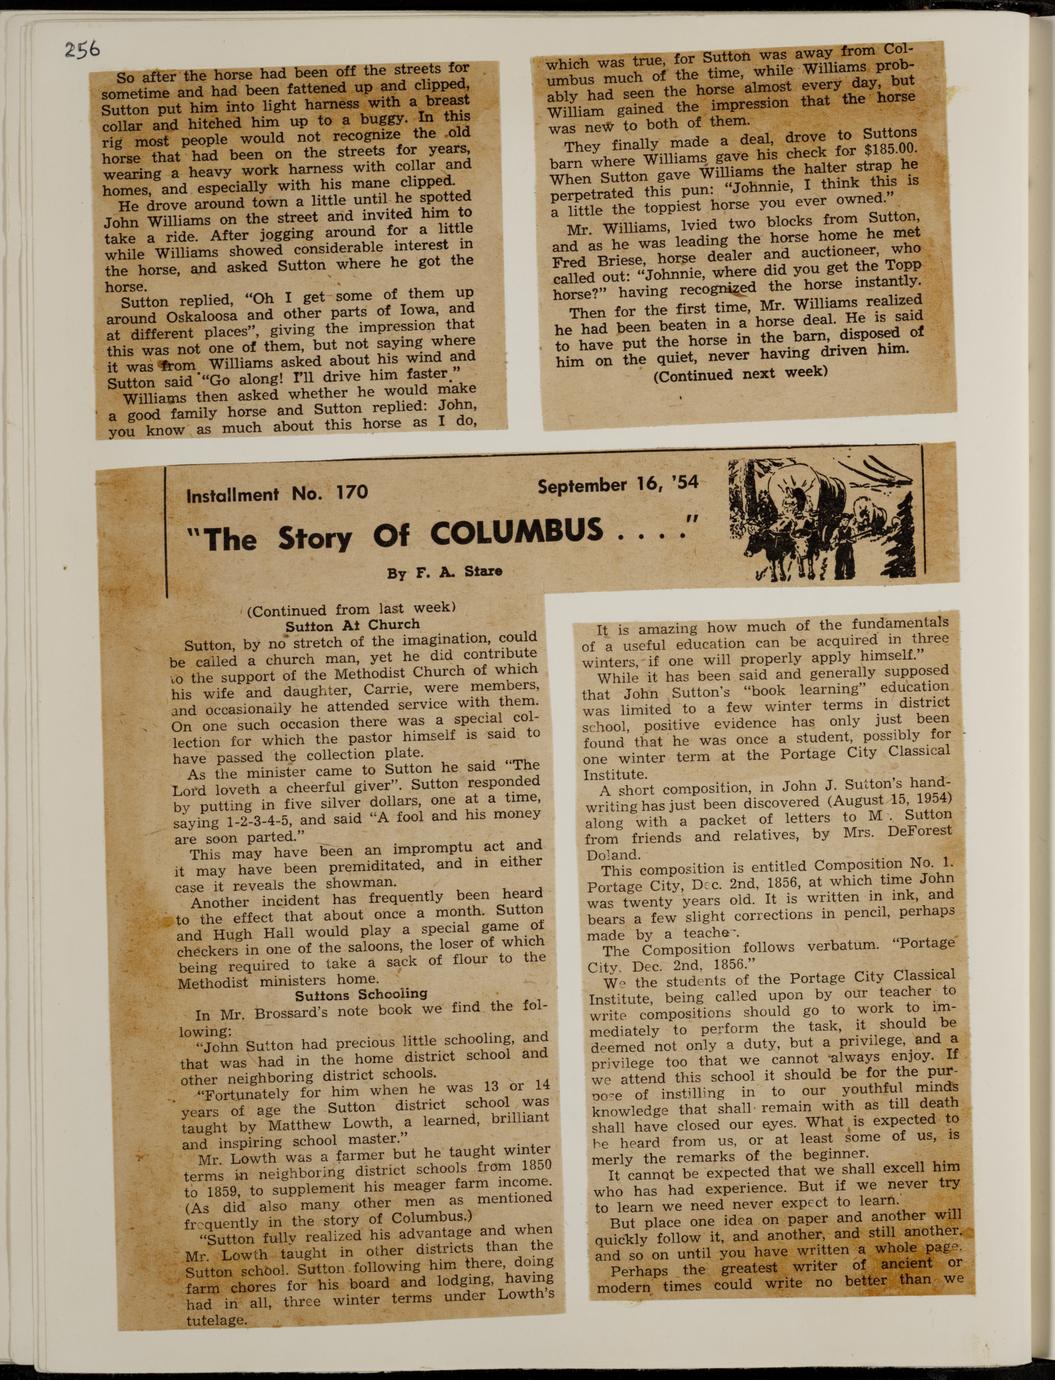 256
So after the horse had been off the streets for
sometime and had been fattened up and clipped,
Sutton put him into light harness with a breast
collar and hitched him up to a buggy. In this
rig most people would not recognize the old
horse that had been on the streets for years,
wearing a heavy work harness with collar and
homes, and especially with his mane clipped.
He drove around town a little until he spotted
John Williams on the street and invited him to
take a ride. After jogging around for a little
while Williams showed considerable interest in
the horse, and asked Sutton where he got the
horse.
Sutton replied, "Oh I get some of them up
around Oskaloosa and other parts of Iowa, and
at different places", giving the impression that
this was not one of them, but not saying where
it was from. Williams asked about his wind and
Sutton said "Go along! I'll drive him faster."
Williams then asked whether he would make
a good family horse and Sutton replied: John,
you know as much about this horse as I do,
which was true, for Sutton was away from Col-
umbus much of the time, while Williams prob-
ably had seen the horse almost every day, but
William gained the impression that the horse
was new to both of them.
They finally made a deal, drove to Suttons
barn where Williams gave his check for $185.00.
When Sutton gave Williams the halter strap he
perpetrated this pun: "Johnnie, I think this is
a little the toppiest horse you ever owned."
Mr. Williams, lvied two blocks from Sutton,
and as he was leading the horse home he met
Fred Briese, horse dealer and auctioneer, who
called out: "Johnnie, where did you get the Topp
horse?" having recognized the horse instantly.
Then for the first time, Mr. Williams realized
he had been beaten in a horse deal. He is said
to have put the horse in the barn, disposed of
him on the quiet, never having driven him.
(Continued next week)
Installment No. 170
September 16, '54
"The Story Of COLUMBUS . . . ."
By F. A. Stare
(Continued from last week)
Sutton At Church
Sutton, by no stretch of the imagination, could
be called a church man, yet he did contribute
to the support of the Methodist Church of which
his wife and daughter, Carrie, were members,
and occasionally he attended service with them.
On one such occasion there was a special col-
lection for which the pastor himself is said to
have passed the collection plate.
As the minister came to Sutton he said "The
Lord loveth a cheerful giver". Sutton responded
by putting in five silver dollars, one at a time,
saying 1-2-3-4-5, and said "A fool and his money
are soon parted."
This may have been an impromptu act and
it may have been premiditated, and in either
case it reveals the showman.
Another incident has frequently been heard
to the effect that about once a month. Sutton
and Hugh Hall would play a special game of
checkers in one of the saloons, the loser of which
being required to take a sack of flour to the
Methodist ministers home.
Suttons Schooling
In Mr. Brossard's note book we find the fol-
lowing:
"John Sutton had precious little schooling, and
that was had in the home district school and
other neighboring district schools.
"Fortunately for him when he was 13 or 14
years of age the Sutton district school was
taught by Matthew Lowth, a learned, brilliant
and inspiring school master."
Mr. Lowth was a farmer but he taught winter
terms in neighboring district schools from 1850
to 1859, to supplement his meager farm income.
(As did also many other men as mentioned
frequently in the story of Columbus.)
"Sutton fully realized his advantage and when
Mr. Lowth taught in other districts than the
Sutton school. Sutton following him there, doing
farm chores for his board and lodging, having
had in all, three winter terms under Lowth's
tutelage.
It is amazing how much of the fundamentals
of a useful education can be acquired in three
winters, if one will properly apply himself."
While it has been said and generally supposed
that John Sutton's "book learning" education
was limited to a few winter terms in district
school, positive evidence has only just been
found that he was once a student, possibly for
one winter term at the Portage City Classical
Institute.
A short composition, in John J. Sutton's hand-
writing has just been discovered (August 15, 1954)
along with a packet of letters to M . Sutton
from friends and relatives, by Mrs. DeForest
Doland.
This composition is entitled Composition No. 1.
Portage City, Dec. 2nd, 1856, at which time John
was twenty years old. It is written in ink, and
bears a few slight corrections in pencil, perhaps
made by a teacher.
The Composition follows verbatum. "Portage
City. Dec. 2nd, 1856."
We the students of the Portage City Classical
Institute, being called upon by our teacher to
write compositions should go to work to im-
mediately to perform the task, it should be
deemed not only a duty, but a privilege, and a
privilege too that we cannot always enjoy. If
we attend this school it should be for the pur-
pose of instilling in to our youthful minds
knowledge that shall remain with as till death
shall have closed our eyes. What is expected to
be heard from us, or at least some of us, is
merly the remarks of the beginner.
It cannot be expected that we shall excell him
who has had experience. But if we never try
to learn we need never expect to learn.
But place one idea on paper and another will
quickly follow it, and another, and still another.
and so on until you have written a whole page.
Perhaps the greatest writer of ancient or
modern times could write no better than we